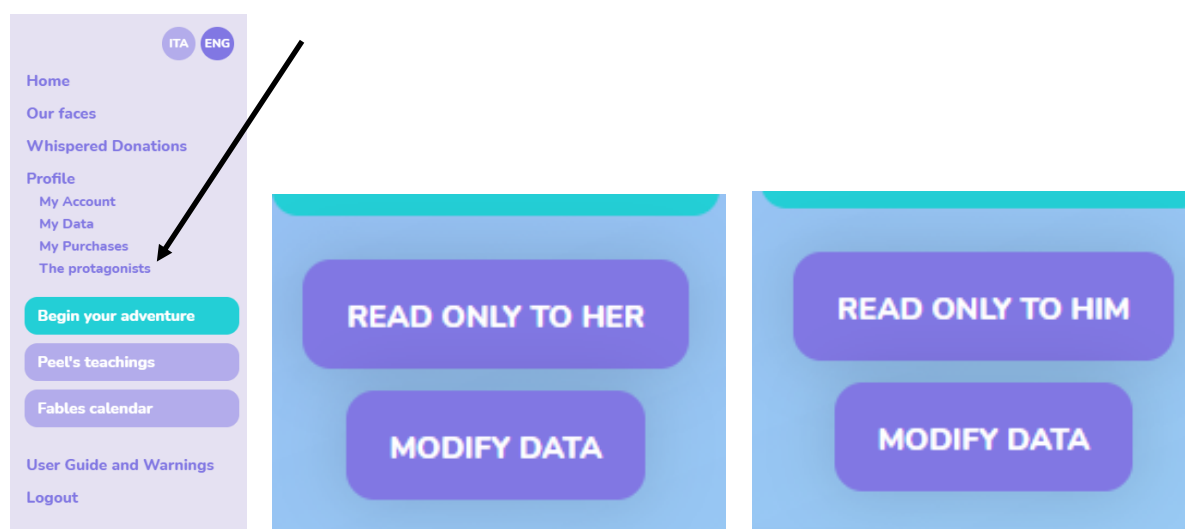 ITA ENG
Home
Our faces
Whispered Donations
Profile
My Account
My Data
My Purchases
The protagonists
Begin your adventure
Peel's teachings
Fables calendar
User Guide and Warnings
Logout
READ ONLY TO HER
MODIFY DATA
READ ONLY TO HIM
MODIFY DATA